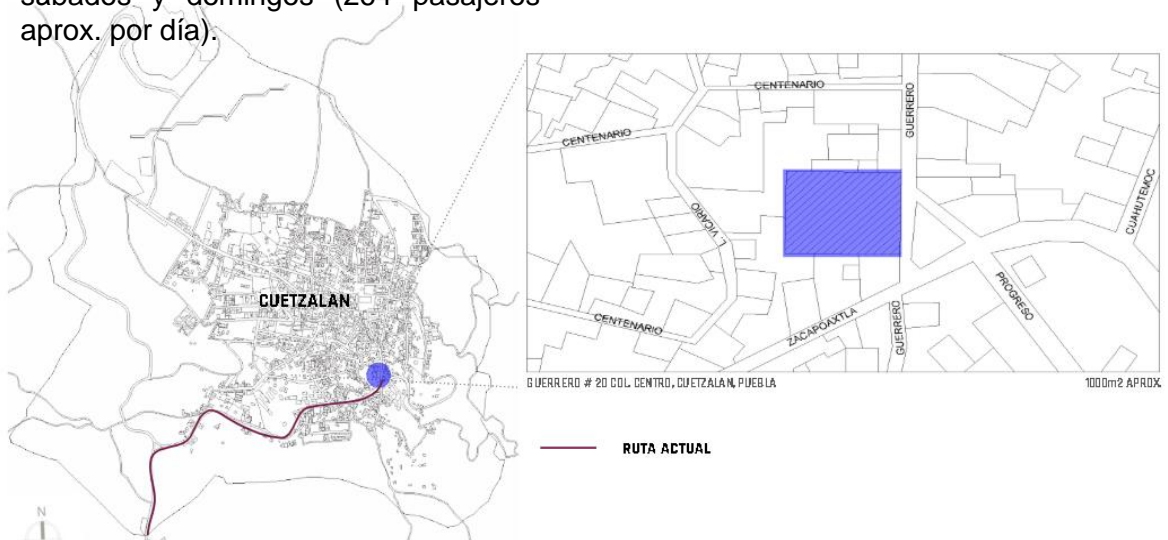 sábados y domingos (264 pasajeros
aprox. por día).
CUETZALAN
N
CENTENARIO
GUERRERO
CENTENARIO
CUAHUTEMOC
L. VICARIO
PROGRESO
CENTENARIO
ZACAPOAXTLA
GUERRERO
GUERRERO # 20 COL. CENTRO, CUETZALAN, PUEBLA
1000m2 APROX.
RUTA ACTUAL